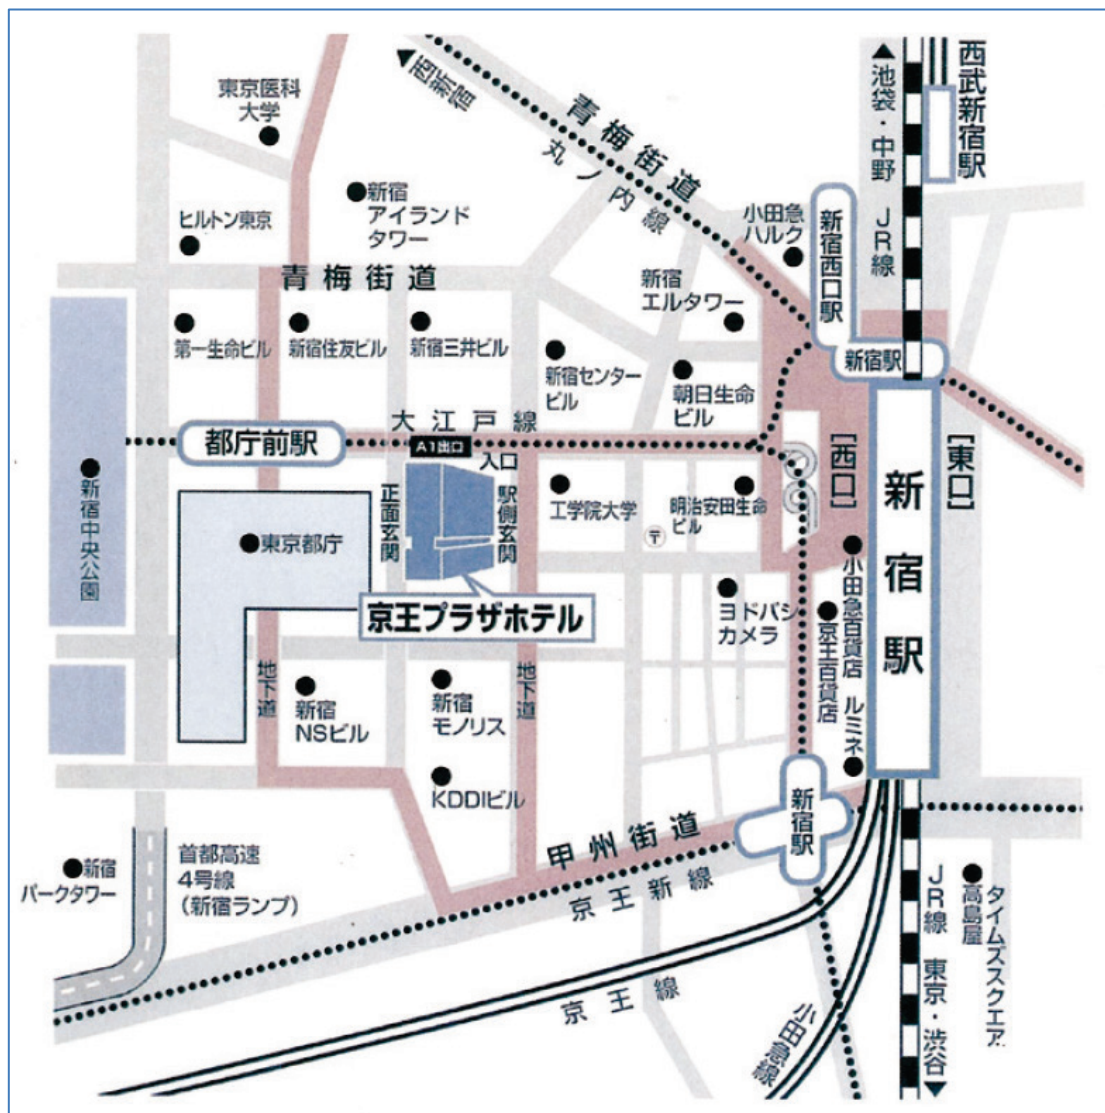 東京医科
大学
新宿
アイランド
タワー
ヒルトン東京
西新宿
青梅街道
丸ノ内線
小田急
ハルク
新宿西口駅
池袋・中野
JR線
西武新宿駅
青梅街道
新宿
エルタワー
第一生命ビル
新宿住友ビル
新宿三井ビル
新宿センター
ビル
朝日生命
ビル
新宿駅
大江戸線
都庁前駅
A1出口
入口
正面玄関
駅側玄関
工学院大学
明治安田生命
ビル
〒
[西口]
[東口]
新宿駅
新宿中央公園
東京都庁
京王プラザホテル
ヨドバシ
カメラ
小田急百貨店
京王百貨店
ルミネ
地下道
地下道
新宿
NSビル
新宿
モノリス
KDDIビル
新宿駅
甲州街道
京王新線
首都高速
4号線
(新宿ランプ)
新宿
パークタワー
京王線
小田急線
JR線
東京・渋谷
高島屋
タイムズスクエア